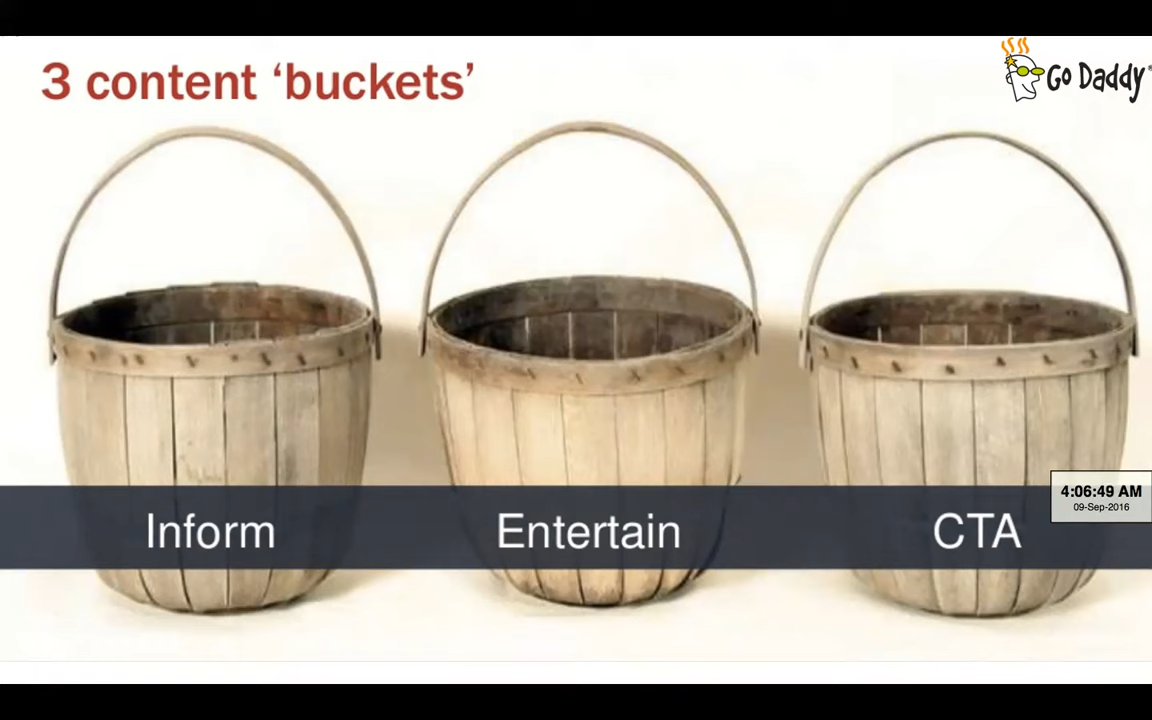 3 content ‘buckets’
Go Daddy®
Inform
Entertain
CTA
4:06:49 AM
09-Sep-2016